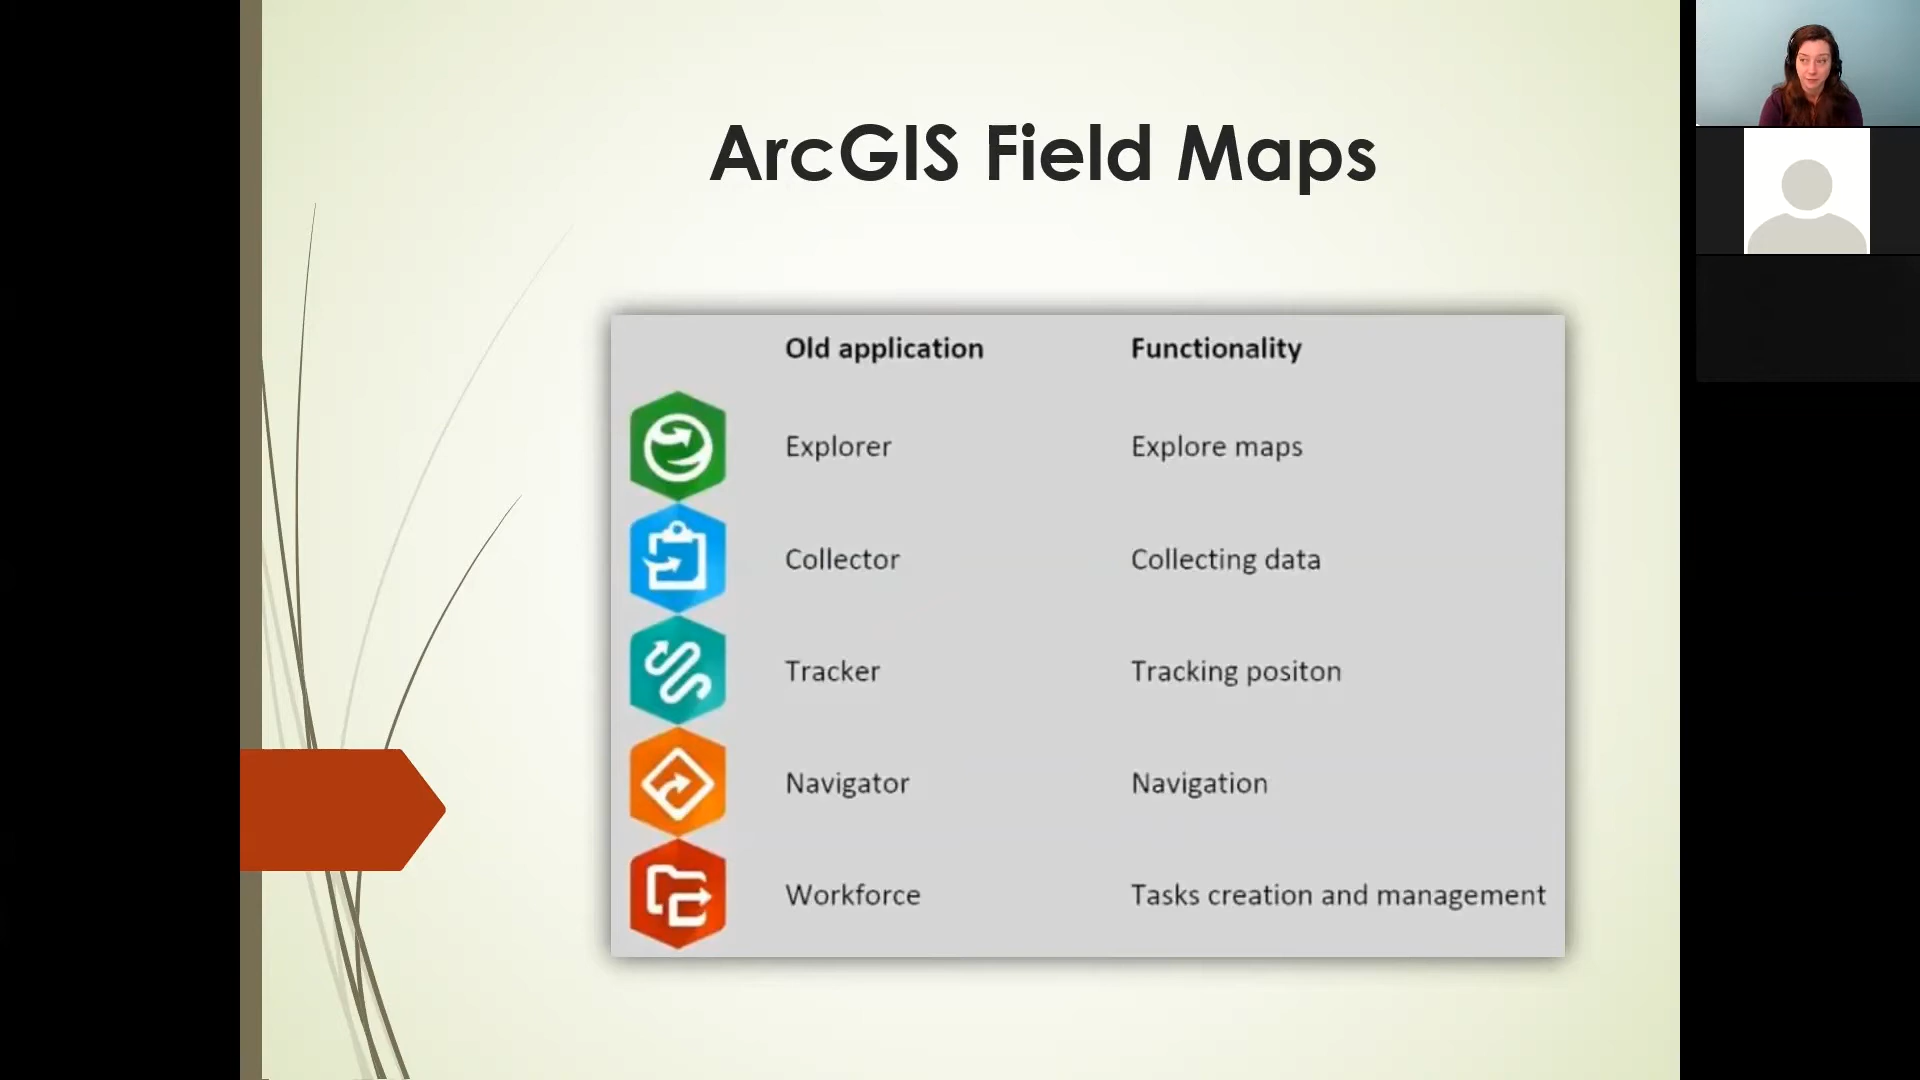 ArcGIS Field Maps
Old application Functionality
Explorer Explore maps
Collector Collecting data
Tracker Tracking positon
Navigator Navigation
Workforce Tasks creation and management